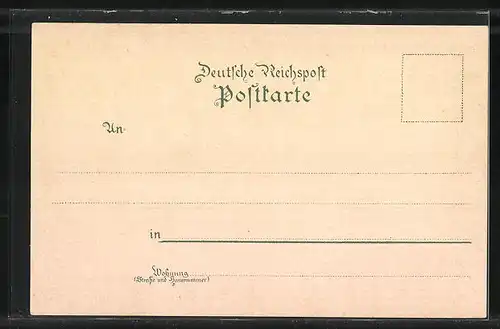 Deutsche Reichspost
Postkarte
An
in
Wohnung
(Straße und Hausnummer)